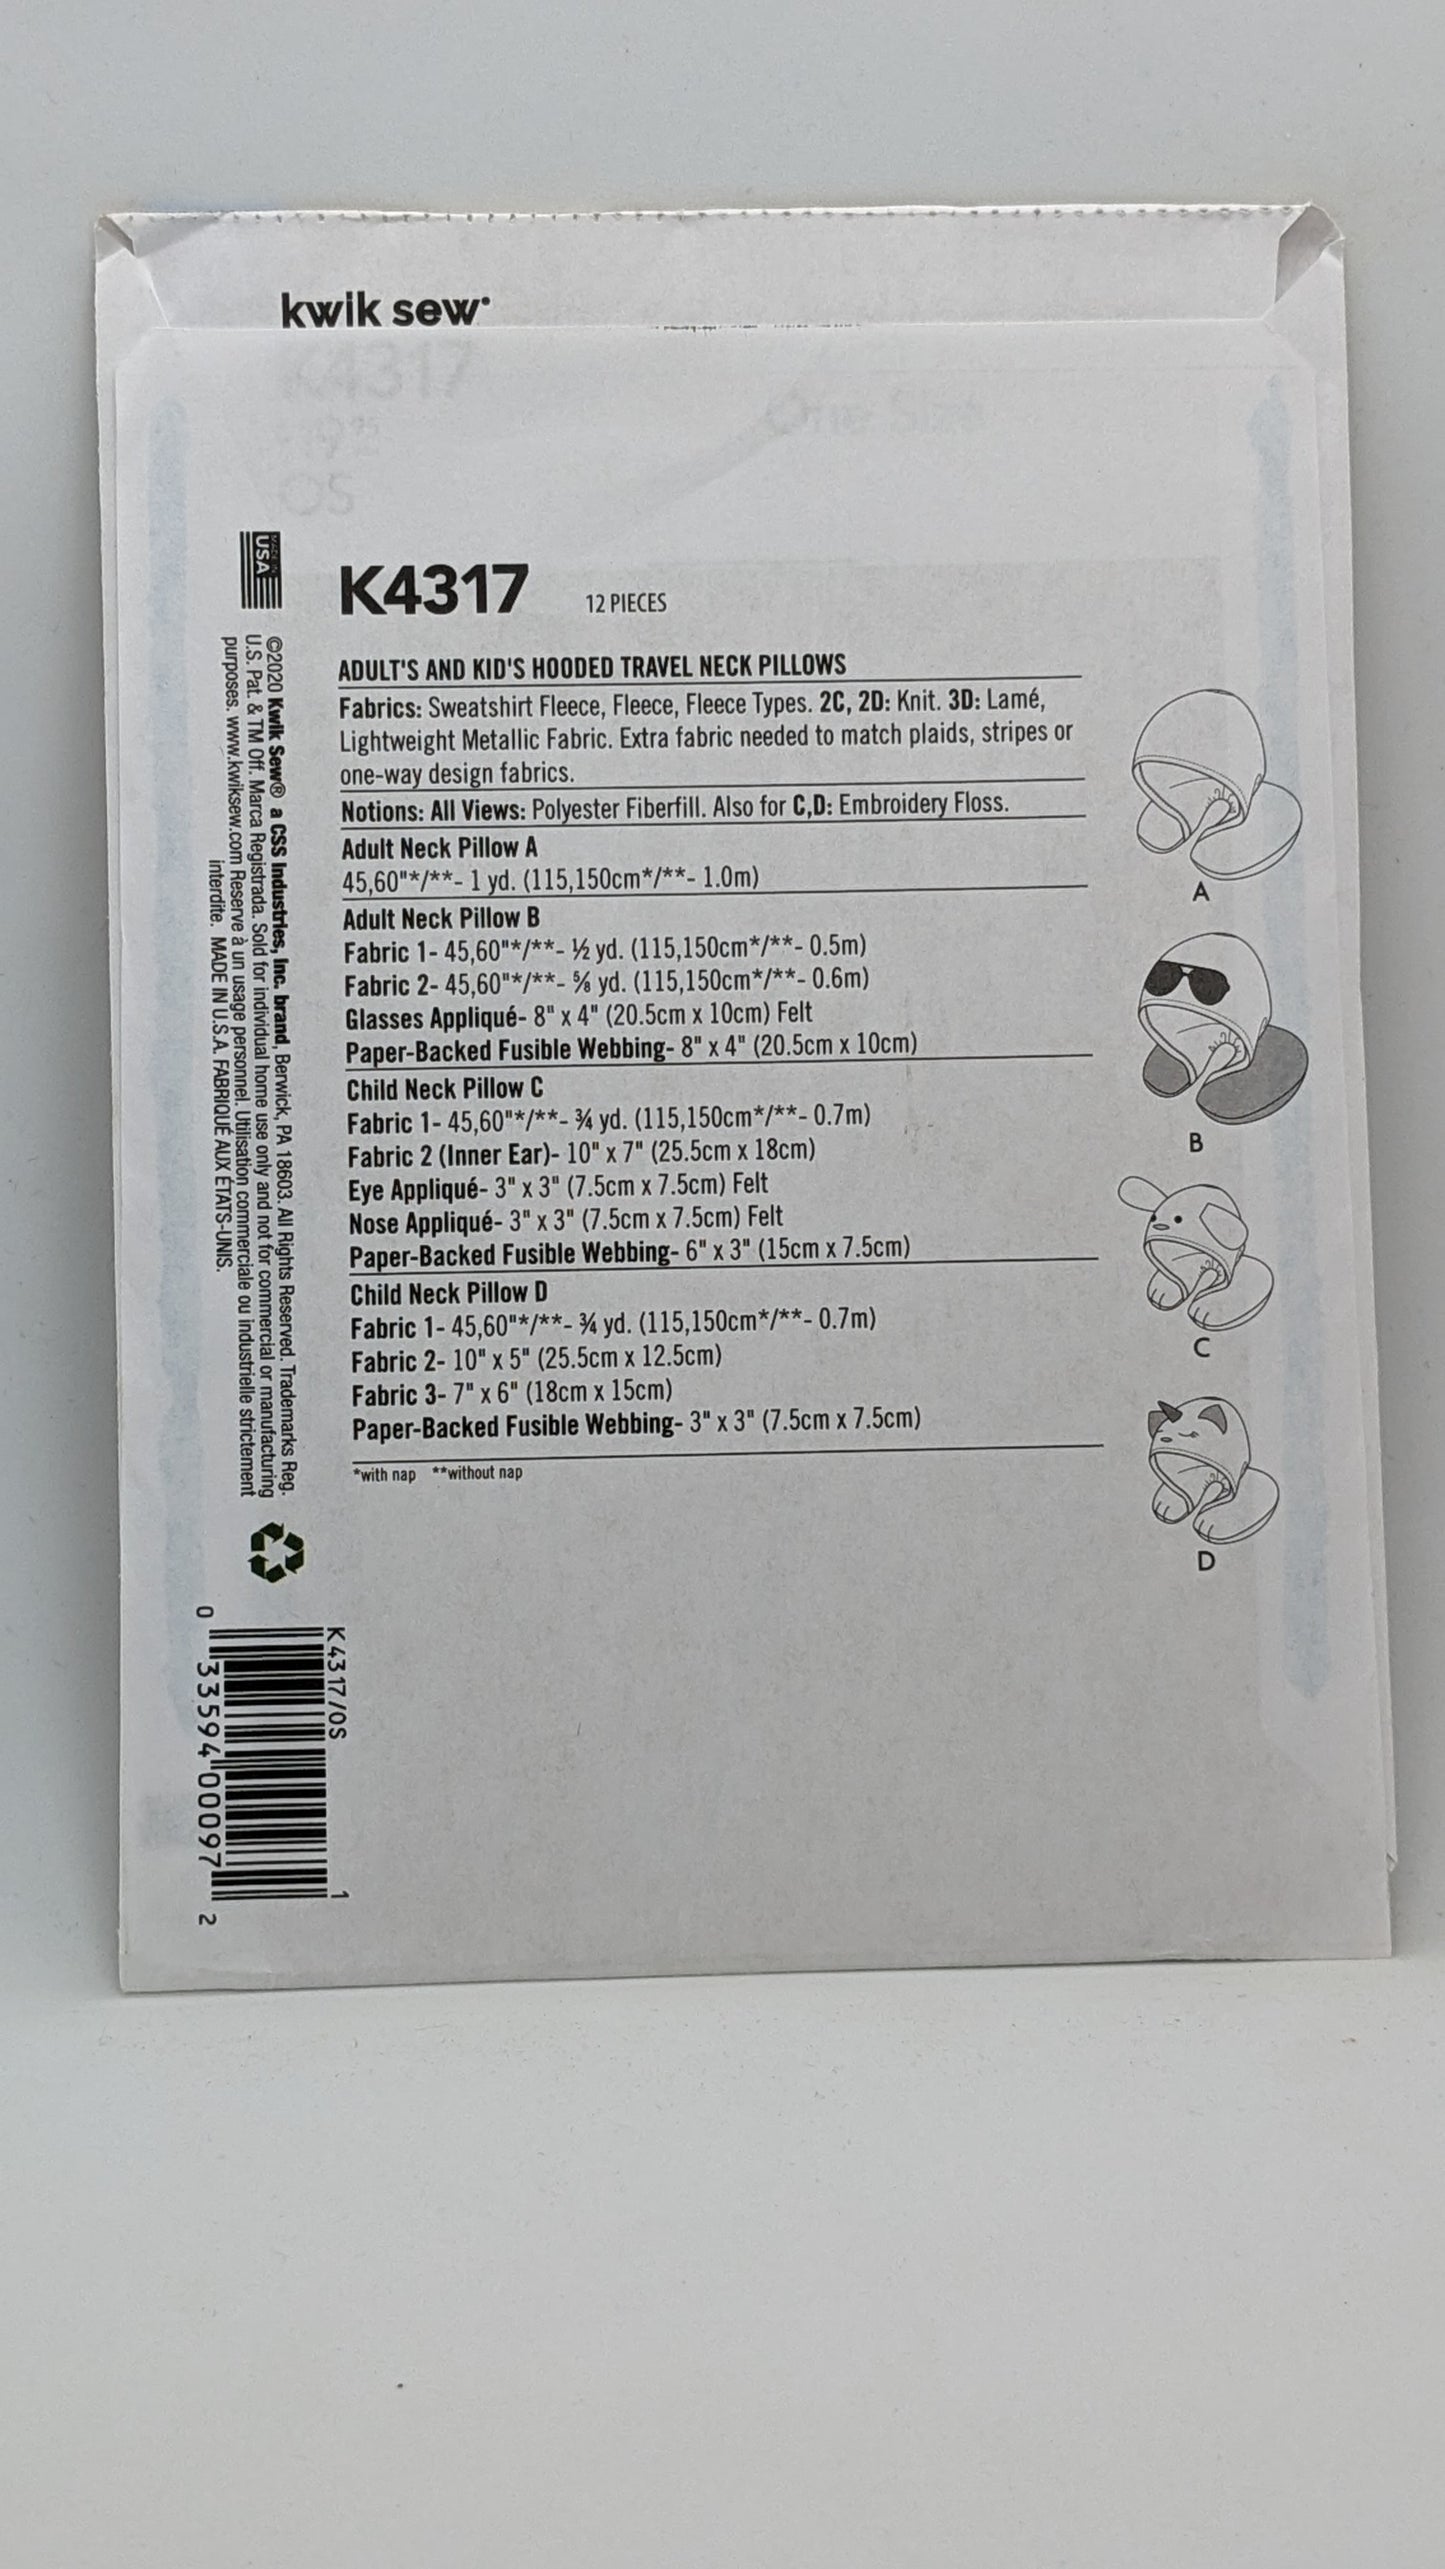 kwik sew®
K4317
One Size
OS
MADE IN
USA
K4317 12 PIECES
ADULT'S AND KID'S HOODED TRAVEL NECK PILLOWS
Fabrics: Sweatshirt Fleece, Fleece, Fleece Types. 2C, 2D: Knit. 3D: Lamé,
Lightweight Metallic Fabric. Extra fabric needed to match plaids, stripes or
one-way design fabrics.
Notions: All Views: Polyester Fiberfill. Also for C,D: Embroidery Floss.
Adult Neck Pillow A
45,60"*/**- 1 yd. (115,150cm*/**- 1.0m)
Adult Neck Pillow B
Fabric 1- 45,60"*/**- ½ yd. (115,150cm*/**- 0.5m)
Fabric 2- 45,60"*/**- ⅝ yd. (115,150cm*/**- 0.6m)
Glasses Appliqué- 8" x 4" (20.5cm x 10cm) Felt
Paper-Backed Fusible Webbing- 8" x 4" (20.5cm x 10cm)
Child Neck Pillow C
Fabric 1- 45,60"*/**- ¾ yd. (115,150cm*/**- 0.7m)
Fabric 2 (Inner Ear)- 10" x 7" (25.5cm x 18cm)
Eye Appliqué- 3" x 3" (7.5cm x 7.5cm) Felt
Nose Appliqué- 3" x 3" (7.5cm x 7.5cm) Felt
Paper-Backed Fusible Webbing- 6" x 3" (15cm x 7.5cm)
Child Neck Pillow D
Fabric 1- 45,60"*/**- ¾ yd. (115,150cm*/**- 0.7m)
Fabric 2- 10" x 5" (25.5cm x 12.5cm)
Fabric 3- 7" x 6" (18cm x 15cm)
Paper-Backed Fusible Webbing- 3" x 3" (7.5cm x 7.5cm)
*with nap **without nap
A
B
C
D
©2020 Kwik Sew® a CSS Industries, Inc. brand, Berwick, PA 18603. All Rights Reserved. Trademarks Reg.
U.S. Pat. & TM Off. Marca Registrada. Sold for individual home use only and not for commercial or manufacturing
purposes. www.kwiksew.com Reserve à un usage personnel. Utilisation commerciale ou industrielle strictement
interdite. MADE IN U.S.A. FABRIQUÉ AUX ÉTATS-UNIS.
K4317/OS
1
0 33594 00097 2